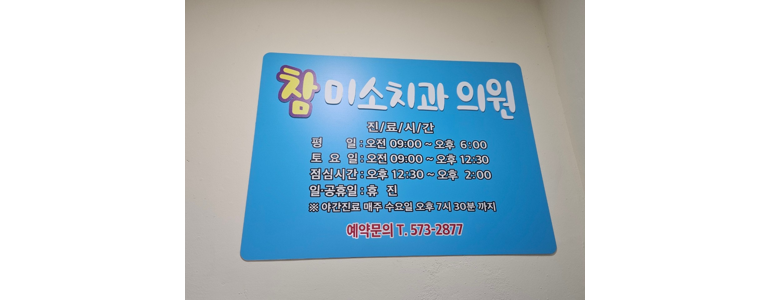 참 미소치과 의원
진/료/시/간
평 일 : 오전 09:00 ~ 오후 6:00
토 요 일 : 오전 09:00 ~ 오후 12:30
점심시간 : 오후 12:30 ~ 오후 2:00
일·공휴일 : 휴 진
※ 야간진료 매주 수요일 오후 7시 30분 까지
예약문의 T. 573-2877